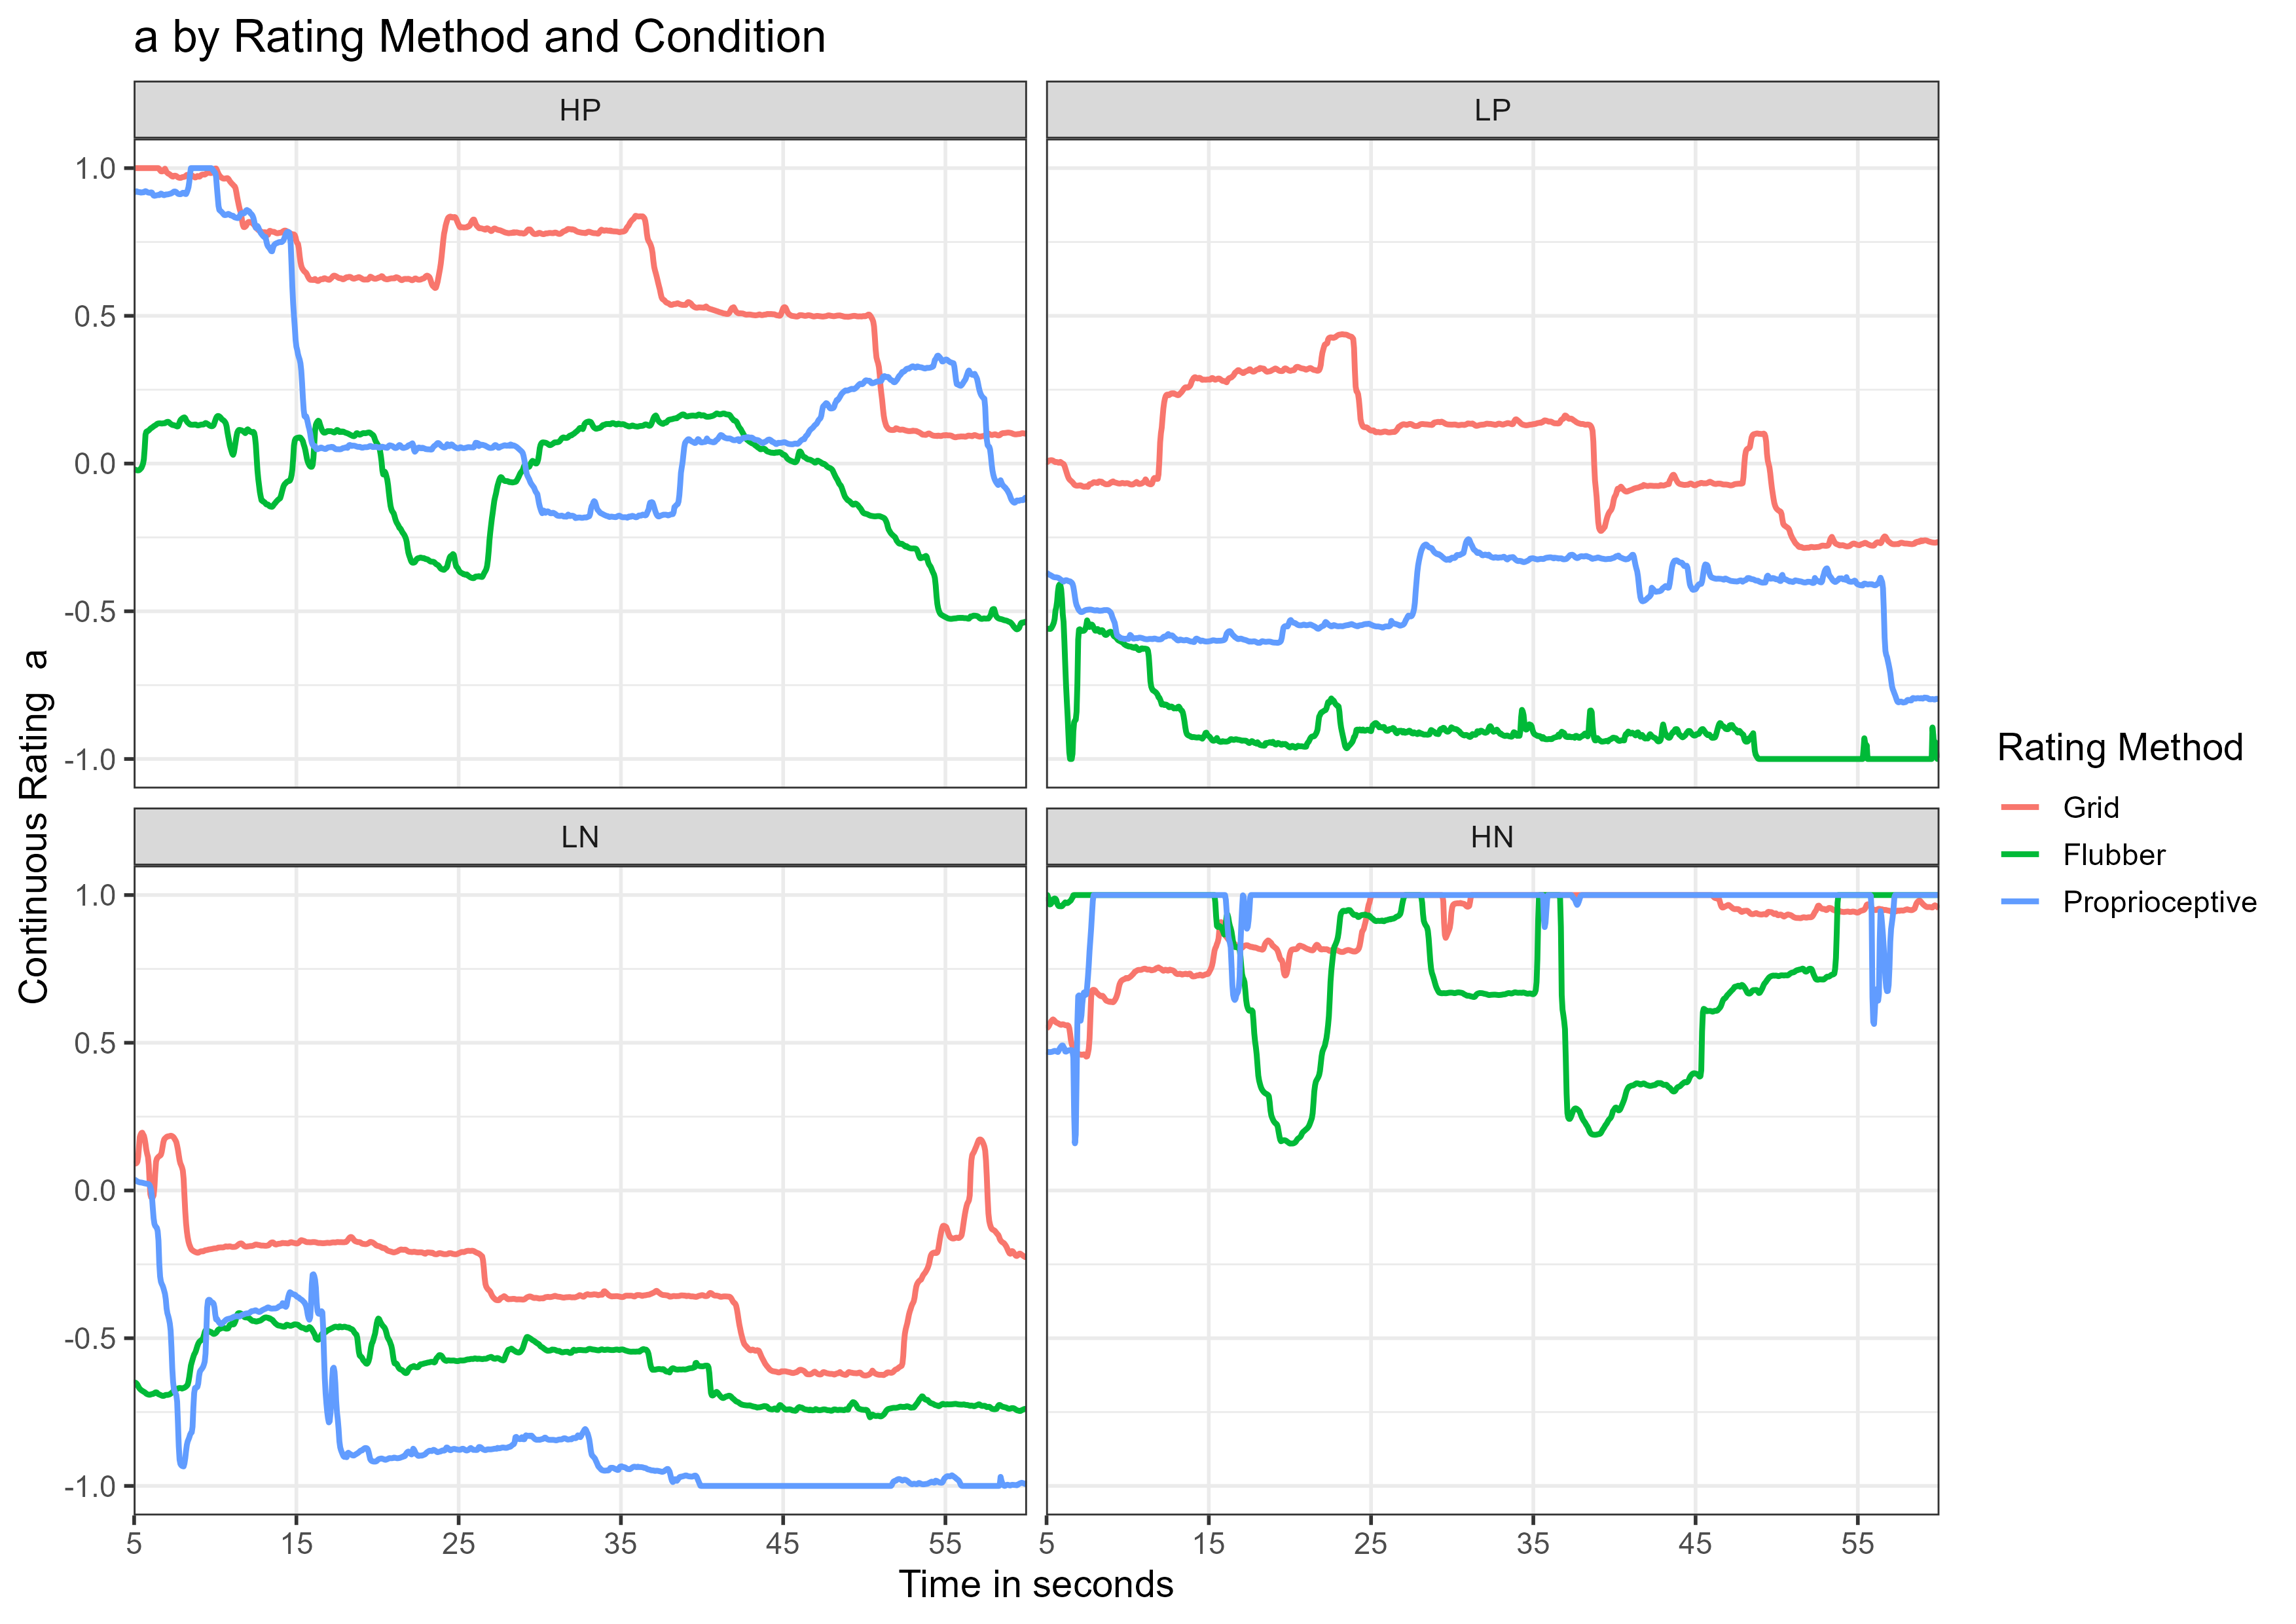 a by Rating Method and Condition
HP
LP
1.0
0.5
0.0
-0.5
-1.0
LN
HN
1.0
0.5
0.0
-0.5
-1.0
5 15 25 35 45 55
5 15 25 35 45 55
Time in seconds
Continuous Rating a
Rating Method
Grid
Flubber
Proprioceptive